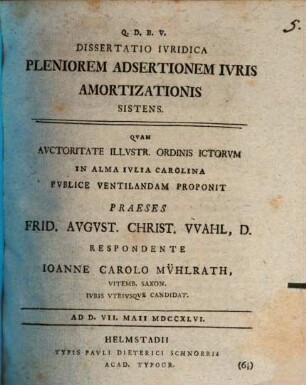 5.
Q. D. B. V.
DISSERTATIO IVRIDICA
PLENIOREM ADSERTIONEM IVRIS
AMORTIZATIONIS
SISTENS.
QVAM
AVCTORITATE ILLVSTR. ORDINIS ICTORVM
IN ALMA IVLIA CAROLINA
PVBLICE VENTILANDAM PROPONIT
PRAESES
FRID. AVGVST. CHRIST. VVAHL, D.
RESPONDENTE
IOANNE CAROLO MVHLRATH,
VITEMB. SAXON.
IVRIS VTRIVSQVE CANDIDAT.
AD D. VII. MAII MDCCXLVI.
HELMSTADII
TYPIS PAVLI DIETERICI SCHNORRII
ACAD. TYPOGR.
(6)